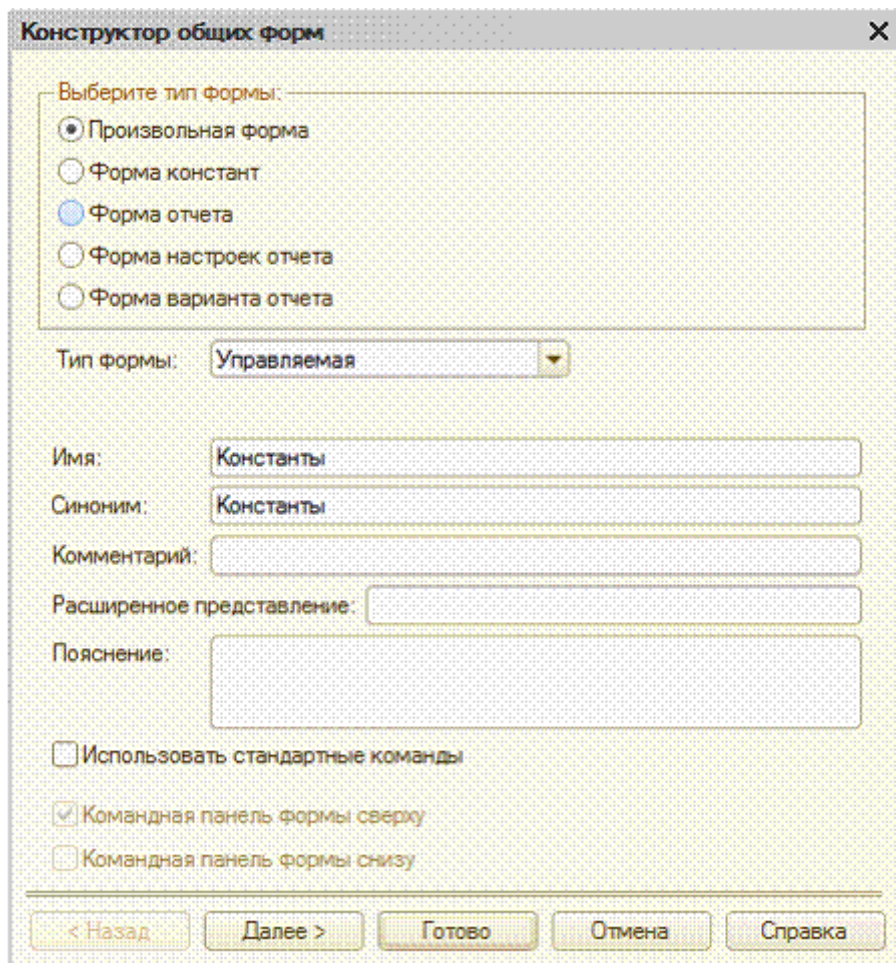 Конструктор общих форм
Выберите тип формы:
Произвольная форма
Форма констант
Форма отчета
Форма настроек отчета
Форма варианта отчета
Тип формы: Управляемая
Имя: Константы
Синоним: Константы
Комментарий:
Расширенное представление:
Пояснение:
Использовать стандартные команды
Командная панель формы сверху
Командная панель формы снизу
< Назад Далее > Готово Отмена Справка